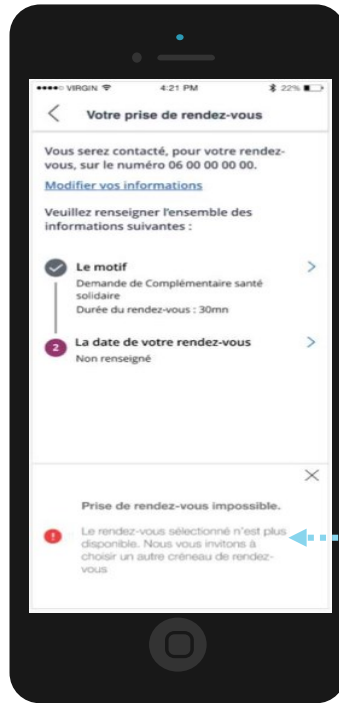 VIRGIN 4:21 PM 22%
Votre prise de rendez-vous
Vous serez contacté, pour votre rendez-
vous, sur le numéro 06 00 00 00 00.
Modifier vos informations
Veuillez renseigner l'ensemble des
informations suivantes :
Le motif
Demande de Complémentaire santé
solidaire
Durée du rendez-vous : 30mn
2 La date de votre rendez-vous
Non renseigné
Prise de rendez-vous impossible.
Le rendez-vous sélectionné n'est plus
disponible. Nous vous invitons à
choisir un autre créneau de rendez-
vous